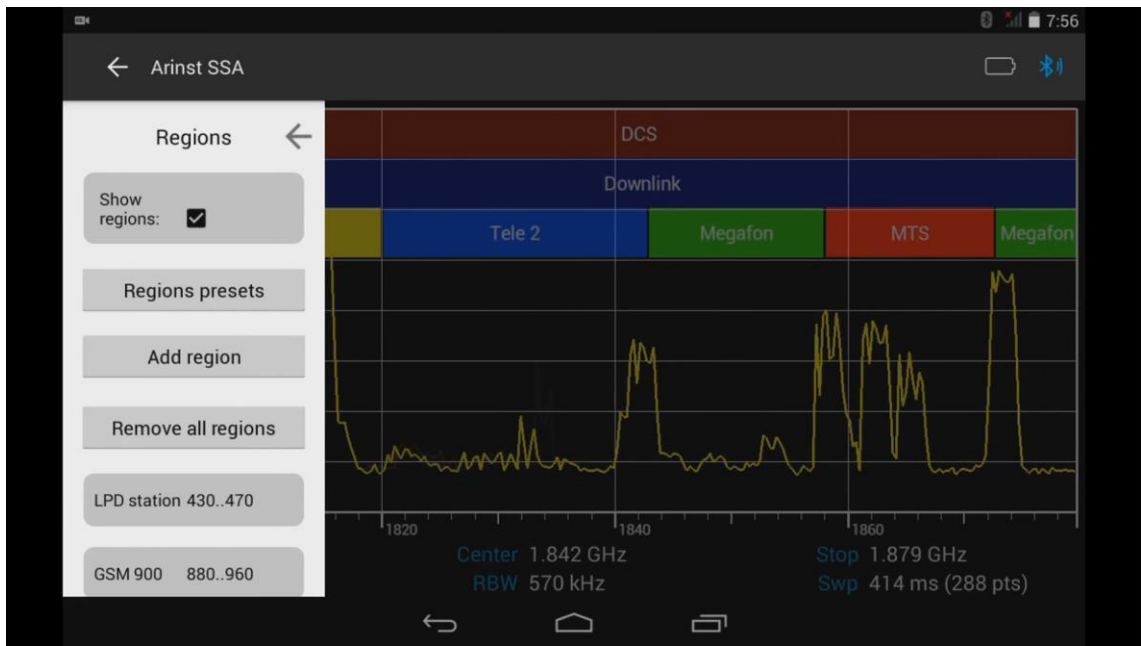 7:56
Arinst SSA
Regions
Show
regions:
Regions presets
Add region
Remove all regions
LPD station 430..470
GSM 900 880..960
DCS
Downlink
Tele 2
Megafon
MTS
Megafon
1820
1840
1860
Center 1.842 GHz
Stop 1.879 GHz
RBW 570 kHz
Swp 414 ms (288 pts)